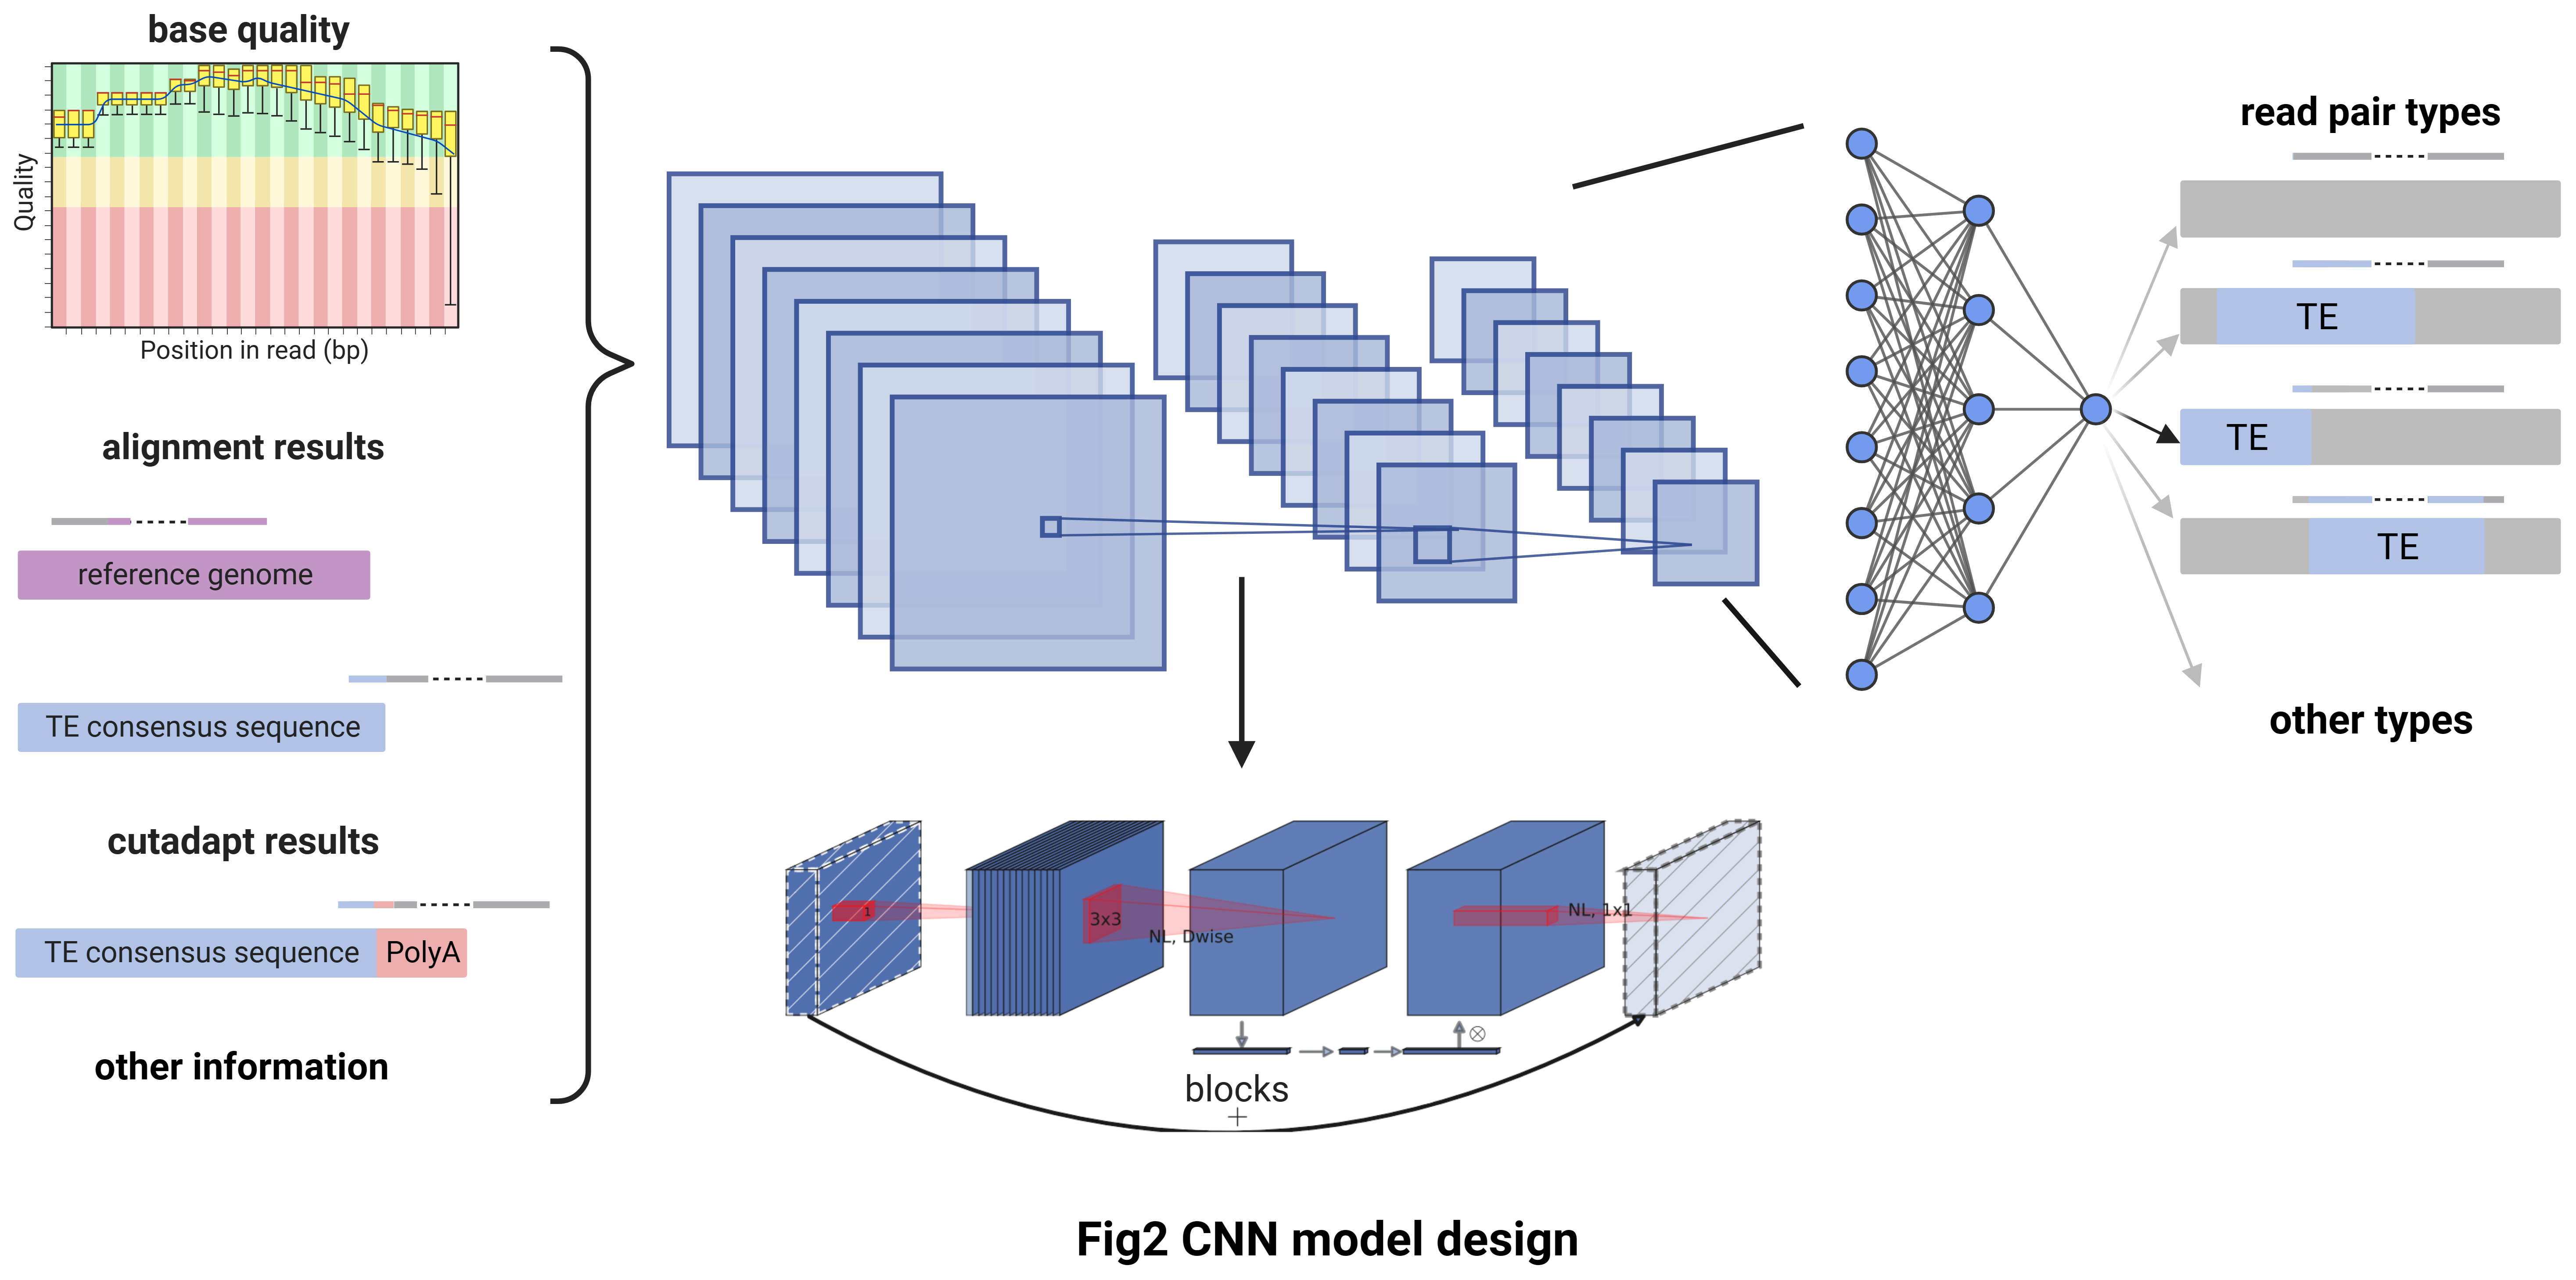 base quality
Quality
Position in read (bp)
alignment results
reference genome
TE consensus sequence
cutadapt results
TE consensus sequence PolyA
other information
1
3x3
NL, Dwise
NL, 1x1
blocks
+
read pair types
TE
TE
TE
other types
Fig2 CNN model design